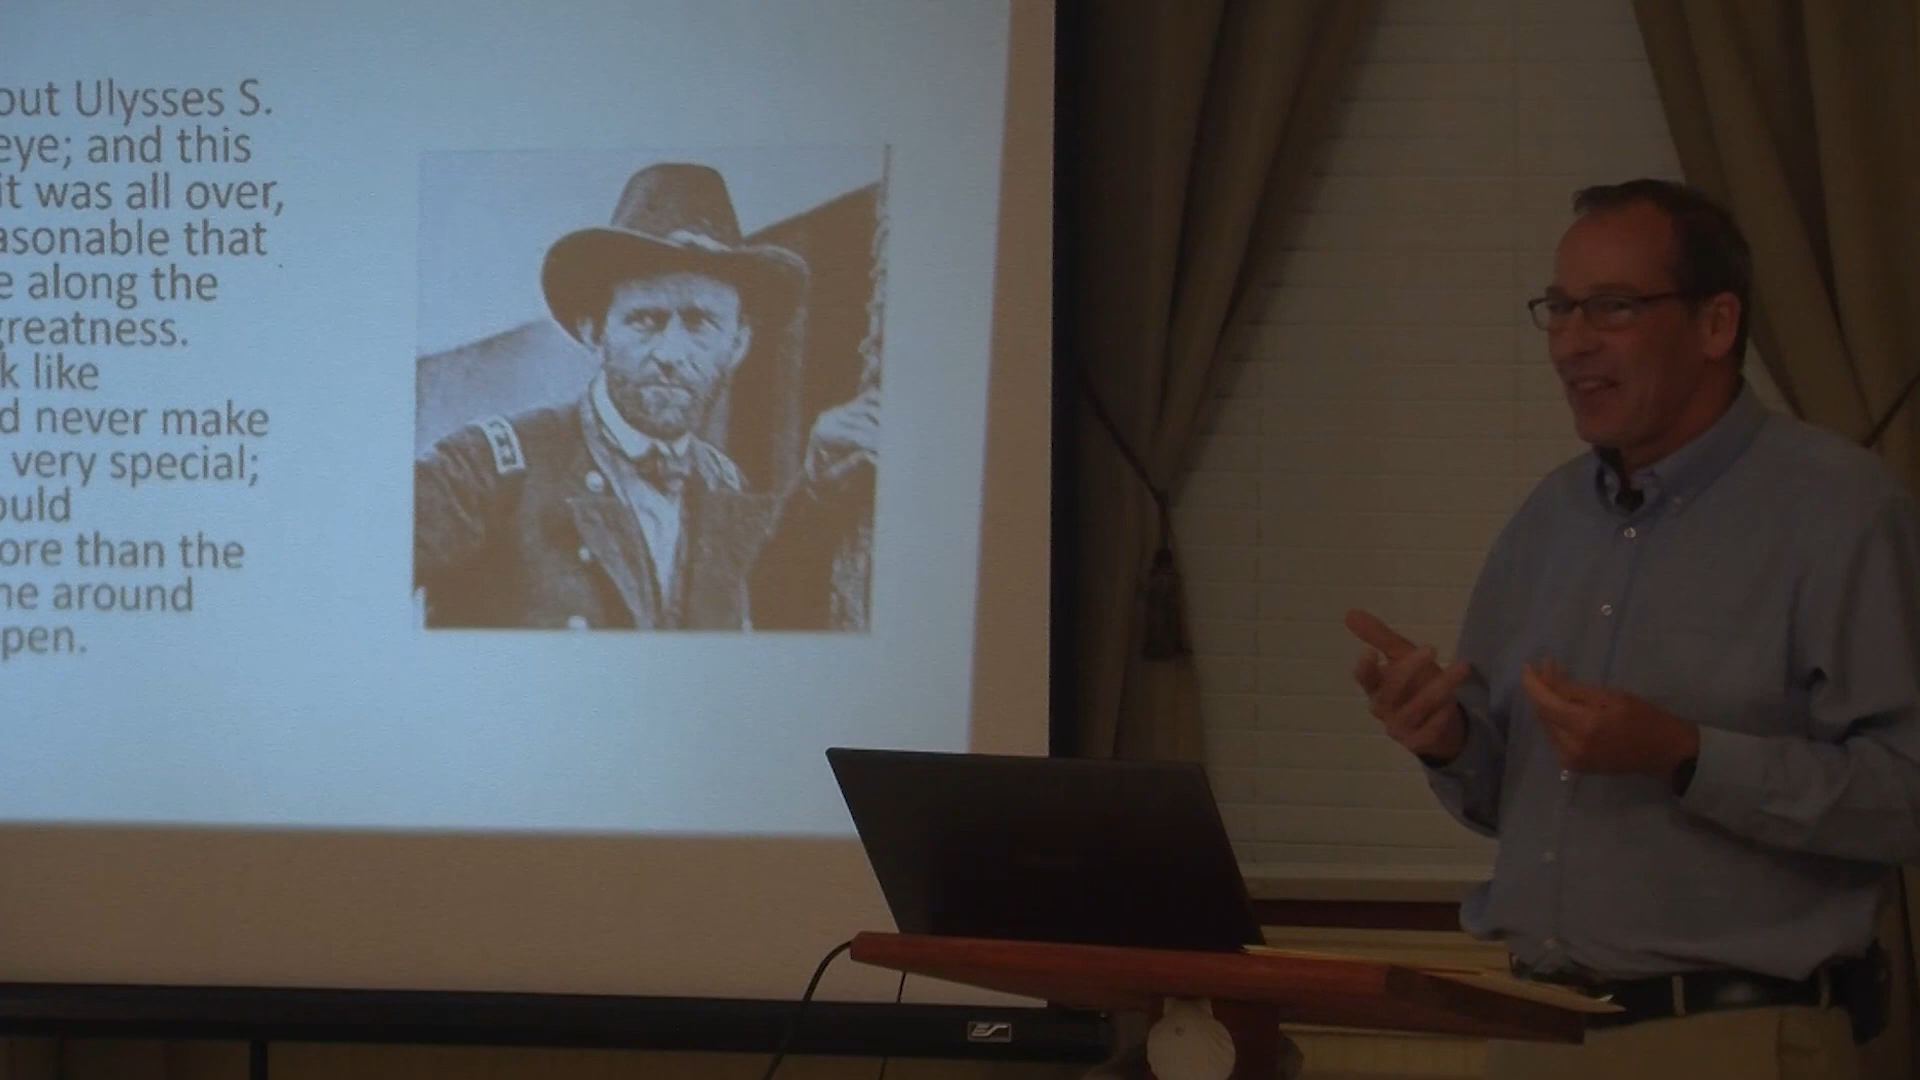 out Ulysses S.
eye; and this
it was all over,
asonable that
e along the
greatness.
k like
d never make
very special;
ould
ore than the
ne around
pen.
ES